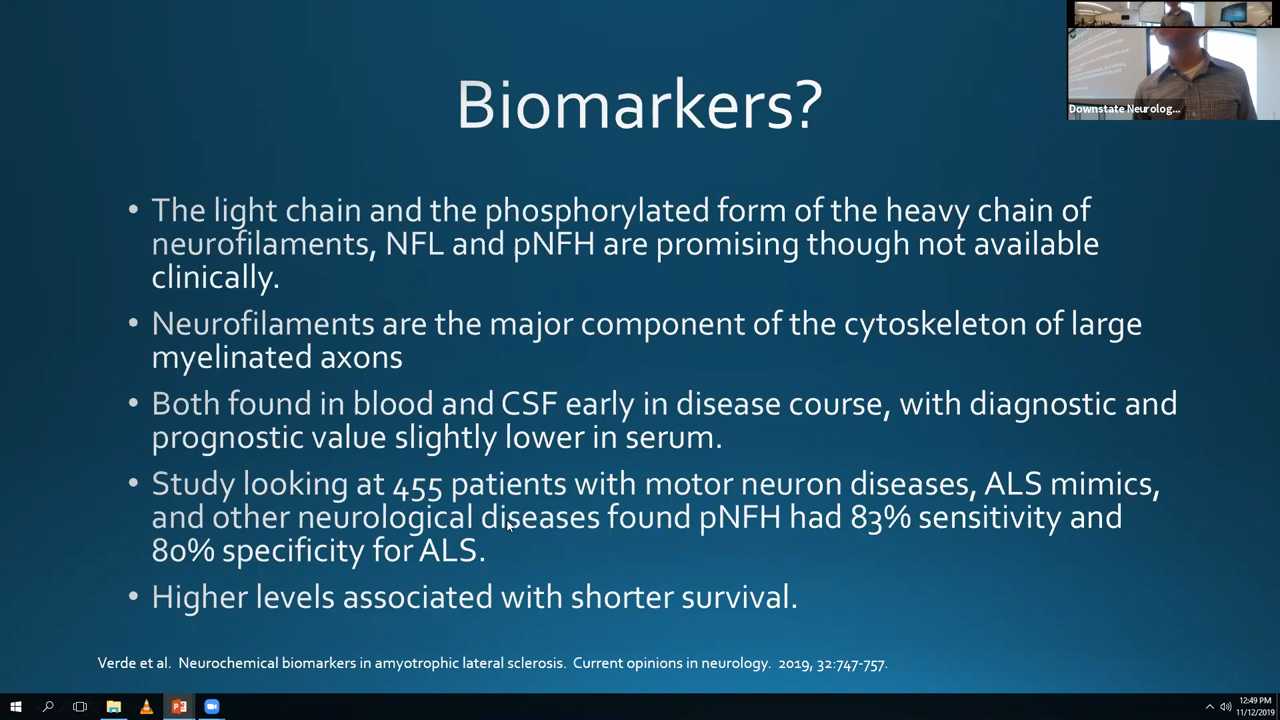 Biomarkers?
Downstate Neurolog...
• The light chain and the phosphorylated form of the heavy chain of
neurofilaments, NFL and pNFH are promising though not available
clinically.
• Neurofilaments are the major component of the cytoskeleton of large
myelinated axons
• Both found in blood and CSF early in disease course, with diagnostic and
prognostic value slightly lower in serum.
• Study looking at 455 patients with motor neuron diseases, ALS mimics,
and other neurological diseases found pNFH had 83% sensitivity and
80% specificity for ALS.
• Higher levels associated with shorter survival.
Verde et al. Neurochemical biomarkers in amyotrophic lateral sclerosis. Current opinions in neurology. 2019, 32:747-757.
12:49 PM
11/12/2019